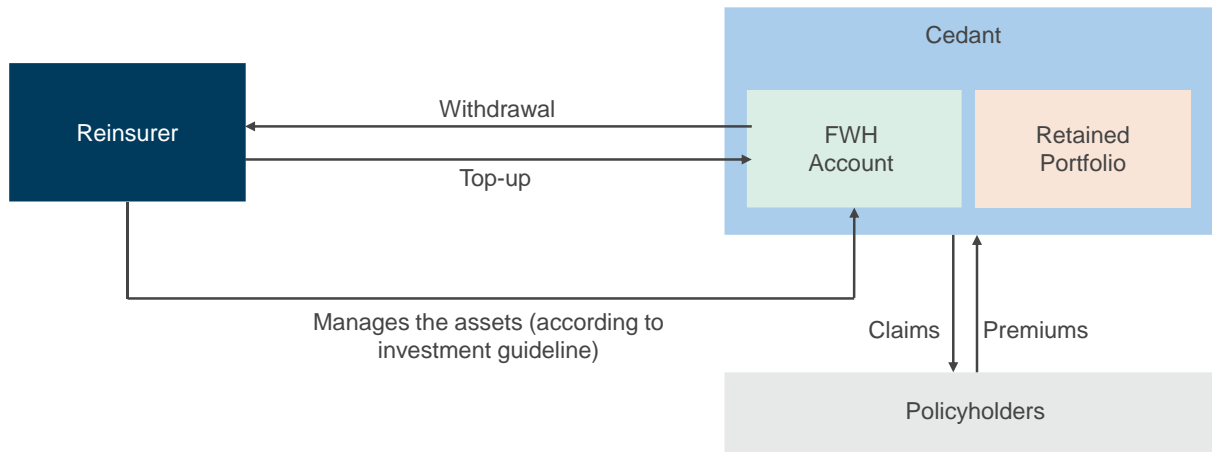 Cedant
Reinsurer
Withdrawal
Top-up
FWH
Account
Retained
Portfolio
Manages the assets (according to
investment guideline)
Claims
Premiums
Policyholders